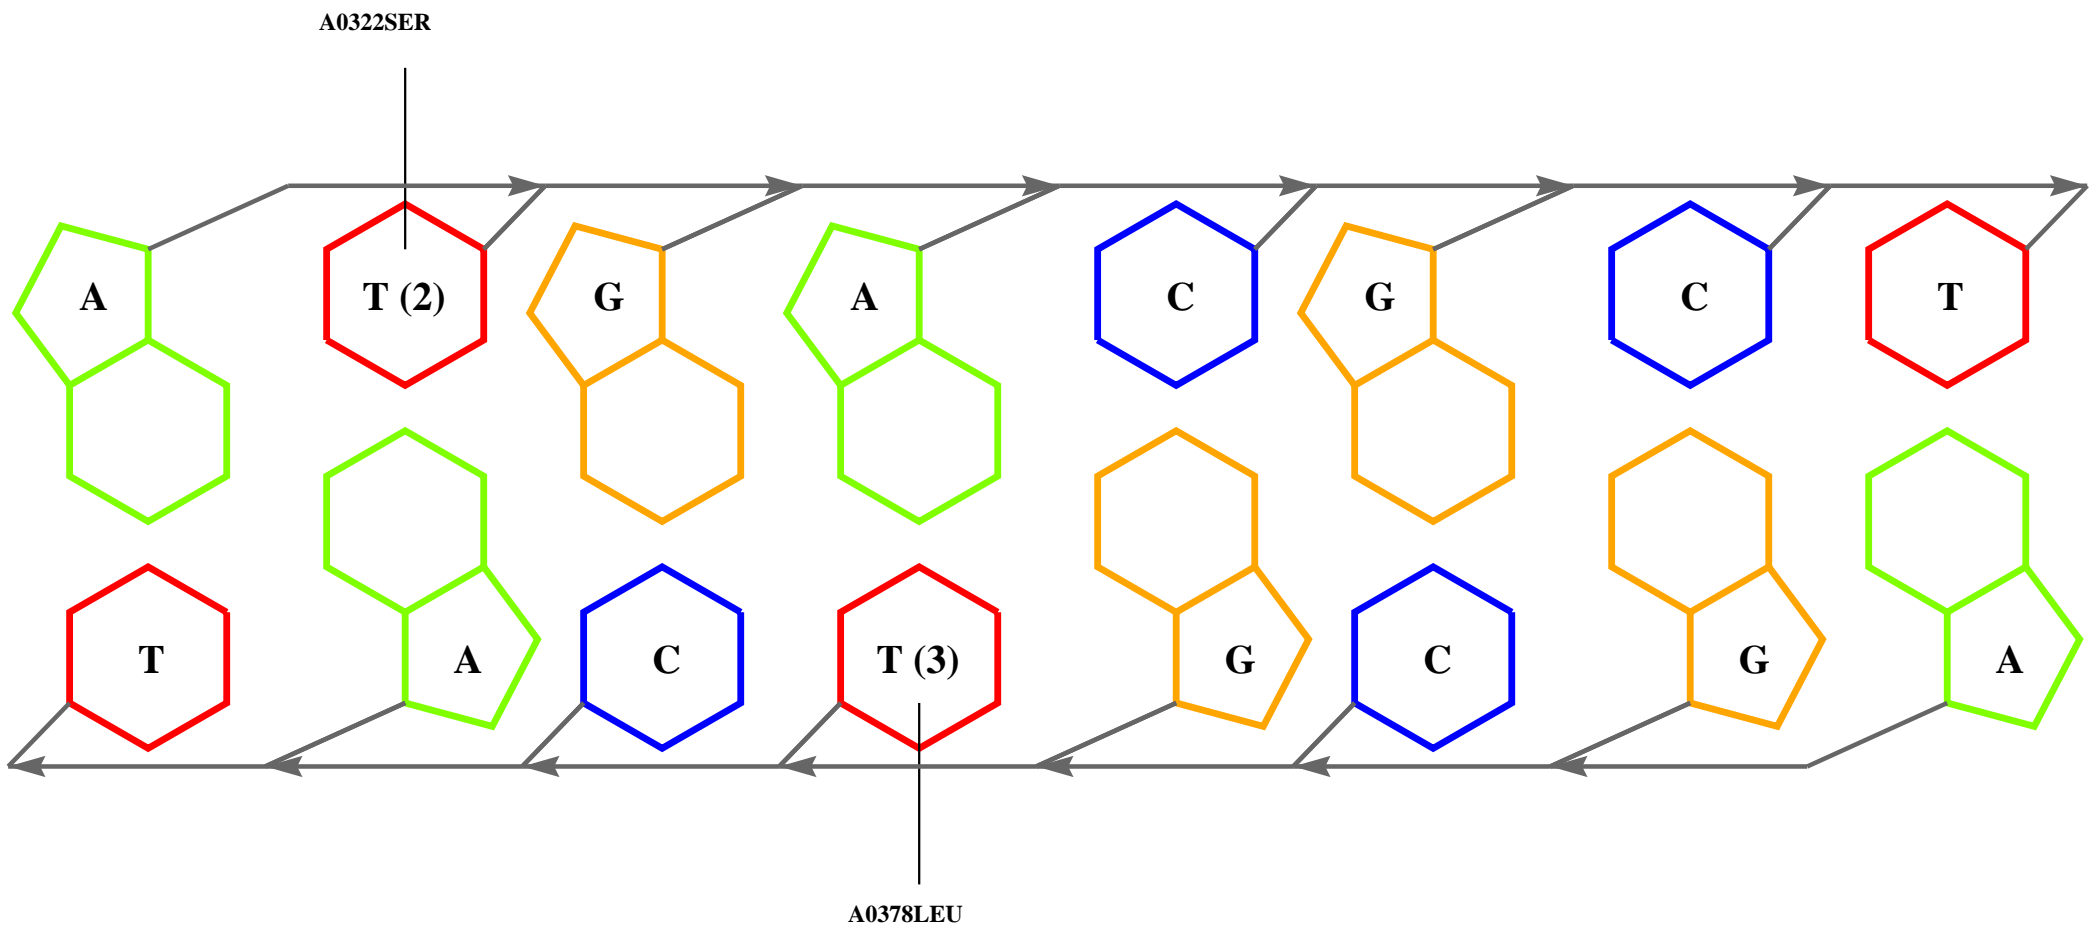 A0322SER
A T (2) G A C G C T
T A C T (3) G C G A
A0378LEU